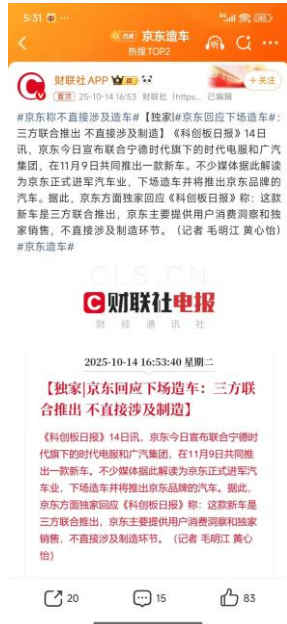 5:31
京东造车
热搜TOP2
财联社APP
+关注
置顶 25-10-14 16:53 财联社（https... 已编辑
#京东称不直接涉及造车#【独家|#京东回应下场造车#：
三方联合推出 不直接涉及制造】《科创板日报》14日
讯，京东今日宣布联合宁德时代旗下的时代电服和广汽
集团，在11月9日共同推出一款新车。不少媒体据此解读
为京东正式进军汽车业，下场造车并将推出京东品牌的
汽车。据此，京东方面独家回应《科创板日报》称：这款
新车是三方联合推出，京东主要提供用户消费洞察和独
家销售，不直接涉及制造环节。（记者 毛明江 黄心怡）
#京东造车#
CLS.CN
财联社电报
财经通讯社
2025-10-14 16:53:40 星期二
【独家|京东回应下场造车：三方联
合推出 不直接涉及制造】
《科创板日报》14日讯，京东今日宣布联合宁德时
代旗下的时代电服和广汽集团，在11月9日共同推
出一款新车。不少媒体据此解读为京东正式进军汽
车业，下场造车并将推出京东品牌的汽车。据此，
京东方面独家回应《科创板日报》称：这款新车是
三方联合推出，京东主要提供用户消费洞察和独家
销售，不直接涉及制造环节。（记者 毛明江 黄心
怡）
20
15
83